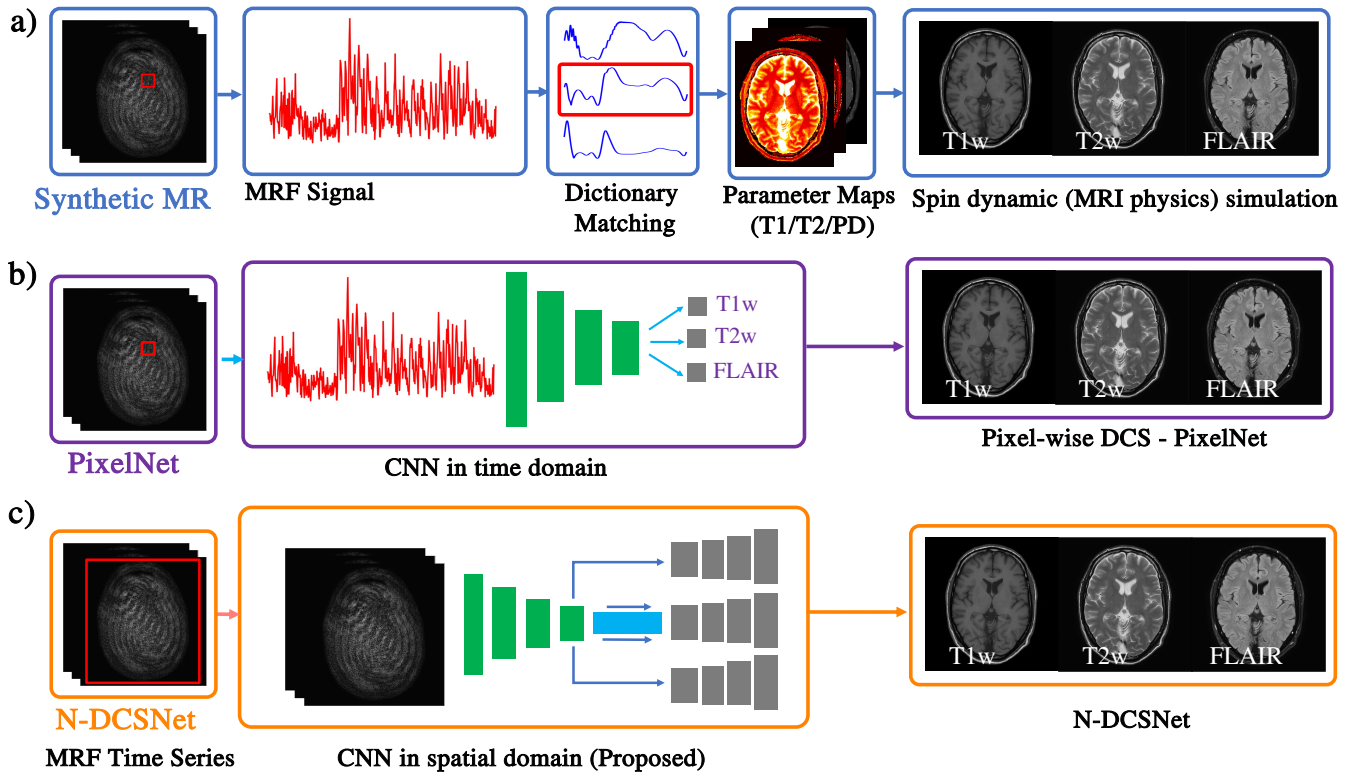 a)
T1w T2w FLAIR
Synthetic MR
MRF Signal
Dictionary
Matching
Parameter Maps
(T1/T2/PD)
Spin dynamic (MRI physics) simulation
b)
T1w
T2w
FLAIR
T1w T2w FLAIR
PixelNet
CNN in time domain
Pixel-wise DCS - PixelNet
c)
T1w T2w FLAIR
N-DCSNet
MRF Time Series
CNN in spatial domain (Proposed)
N-DCSNet